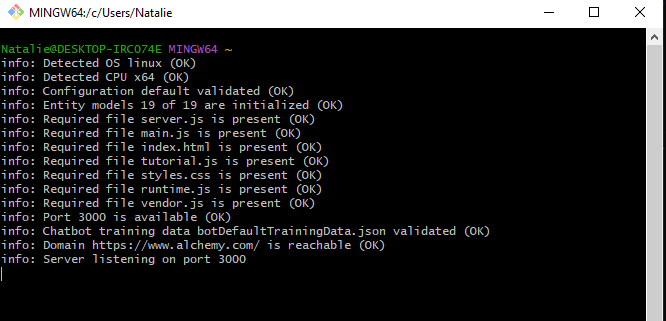 MINGW64:/c/Users/Natalie
Natalie@DESKTOP-IRCO74E MINGW64 ~
info: Detected OS linux (OK)
info: Detected CPU x64 (OK)
info: Configuration default validated (OK)
info: Entity models 19 of 19 are initialized (OK)
info: Required file server.js is present (OK)
info: Required file main.js is present (OK)
info: Required file index.html is present (OK)
info: Required file tutorial.js is present (OK)
info: Required file styles.css is present (OK)
info: Required file runtime.js is present (OK)
info: Required file vendor.js is present (OK)
info: Port 3000 is available (OK)
info: Chatbot training data botDefaultTrainingData.json validated (OK)
info: Domain https://www.alchemy.com/ is reachable (OK)
info: Server listening on port 3000